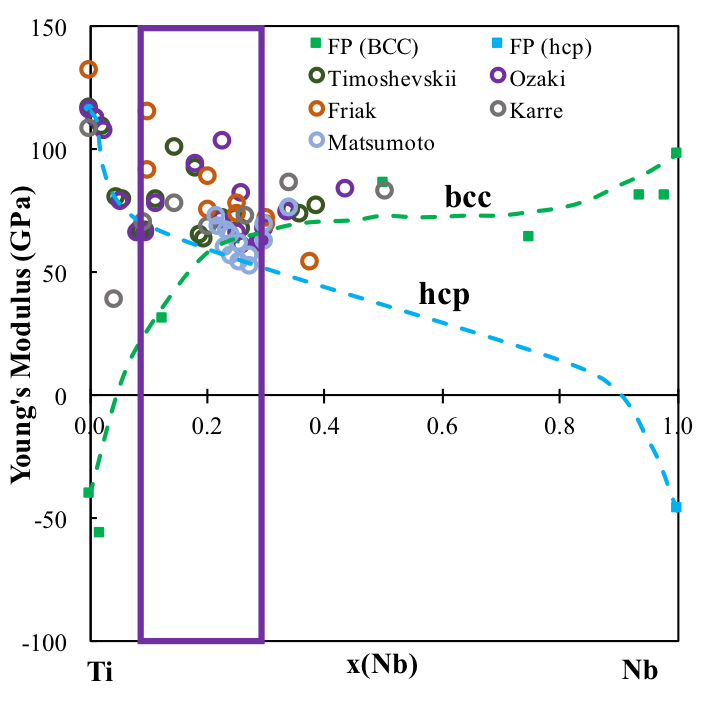 150
FP (BCC)
FP (hcp)
Timoshevskii
Ozaki
Friak
Karre
Matsumoto
100
bcc
50
hcp
0
0.0
0.2
0.4
0.6
0.8
1.0
-50
-100
Young's Modulus (GPa)
Ti
x(Nb)
Nb